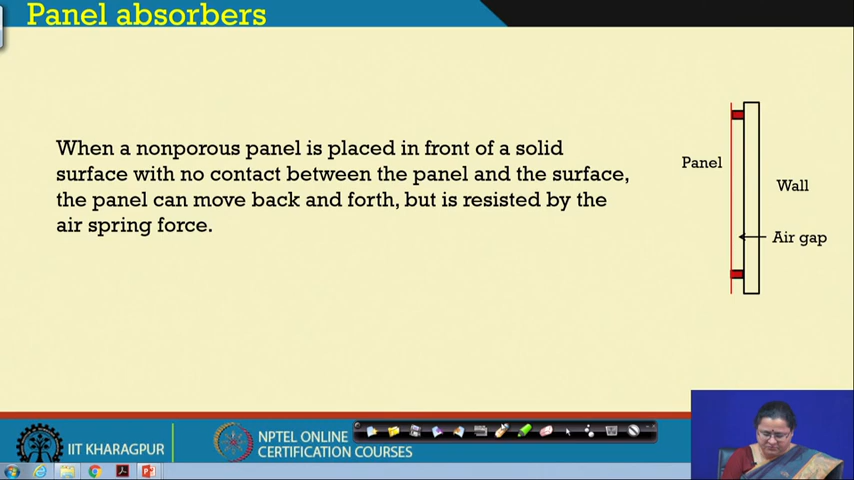 Panel absorbers
When a nonporous panel is placed in front of a solid
surface with no contact between the panel and the surface,
the panel can move back and forth, but is resisted by the
air spring force.
Panel
Wall
Air gap
IIT KHARAGPUR
NPTEL ONLINE
CERTIFICATION COURSES